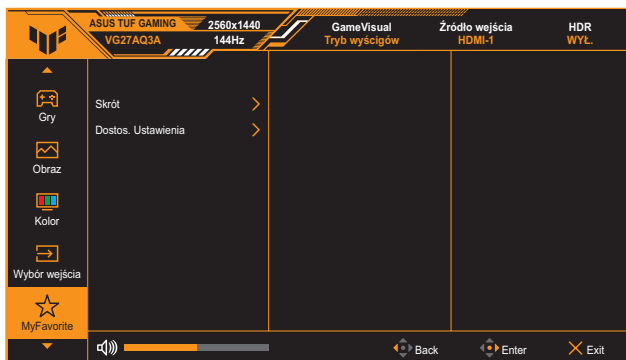 ASUS TUF GAMING 2560x1440 GameVisual Źródło wejścia HDR
VG27AQ3A 144Hz Tryb wyścigów HDMI-1 WYŁ.
Gry
Skrót
Dostos. Ustawienia
Obraz
Kolor
Wybór wejścia
MyFavorite
Back Enter Exit